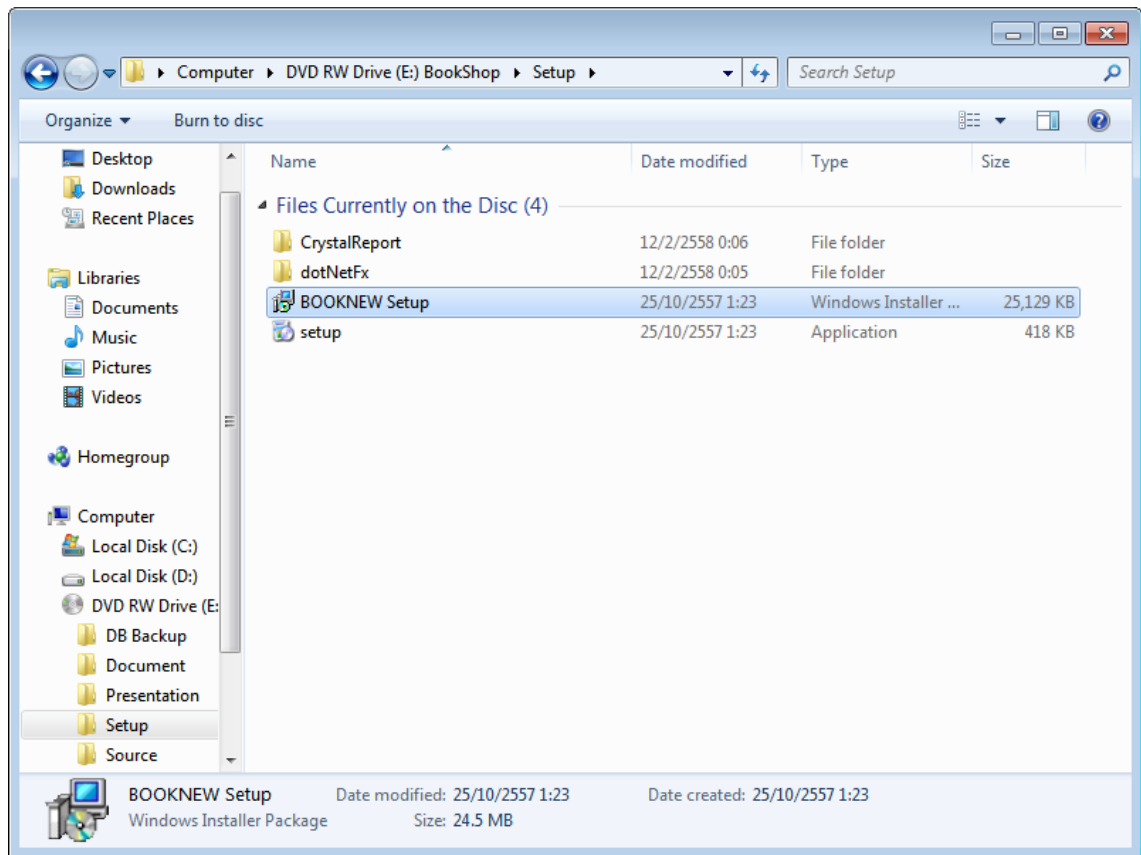 Computer ▸ DVD RW Drive (E:) BookShop ▸ Setup ▸
Search Setup
Organize
Burn to disc
Desktop
Downloads
Recent Places
Libraries
Documents
Music
Pictures
Videos
Homegroup
Computer
Local Disk (C:)
Local Disk (D:)
DVD RW Drive (E:
DB Backup
Document
Presentation
Setup
Source
Name Date modified Type Size
Files Currently on the Disc (4)
CrystalReport 12/2/2558 0:06 File folder
dotNetFx 12/2/2558 0:05 File folder
BOOKNEW Setup 25/10/2557 1:23 Windows Installer ... 25,129 KB
setup 25/10/2557 1:23 Application 418 KB
BOOKNEW Setup Date modified: 25/10/2557 1:23 Date created: 25/10/2557 1:23
Windows Installer Package Size: 24.5 MB